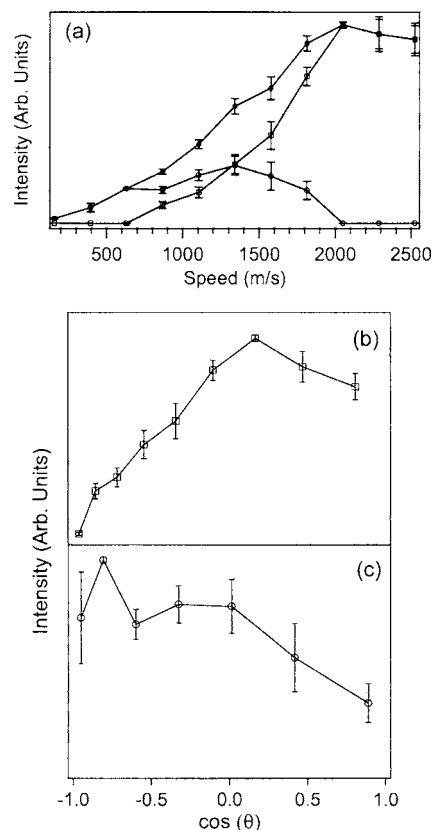 (a)
Intensity (Arb. Units)
500 1000 1500 2000 2500
Speed (m/s)
(b)
(c)
Intensity (Arb. Units)
-1.0 -0.5 0.0 0.5 1.0
cos (θ)